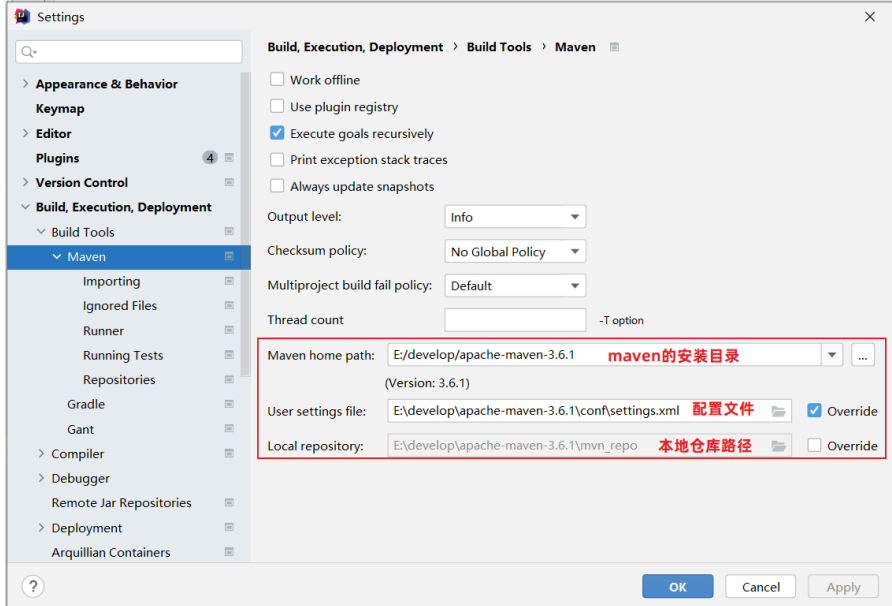 Settings
Build, Execution, Deployment › Build Tools › Maven
Appearance & Behavior
Keymap
Editor
Plugins 4
Version Control
Build, Execution, Deployment
Build Tools
Maven
Importing
Ignored Files
Runner
Running Tests
Repositories
Gradle
Gant
Compiler
Debugger
Remote Jar Repositories
Deployment
Arquillian Containers
Work offline
Use plugin registry
Execute goals recursively
Print exception stack traces
Always update snapshots
Output level: Info
Checksum policy: No Global Policy
Multiproject build fail policy: Default
Thread count -T option
Maven home path: E:/develop/apache-maven-3.6.1 maven的安装目录 ...
(Version: 3.6.1)
User settings file: E:\develop\apache-maven-3.6.1\conf\settings.xml 配置文件 Override
Local repository: E:\develop\apache-maven-3.6.1\mvn_repo 本地仓库路径 Override
? OK Cancel Apply